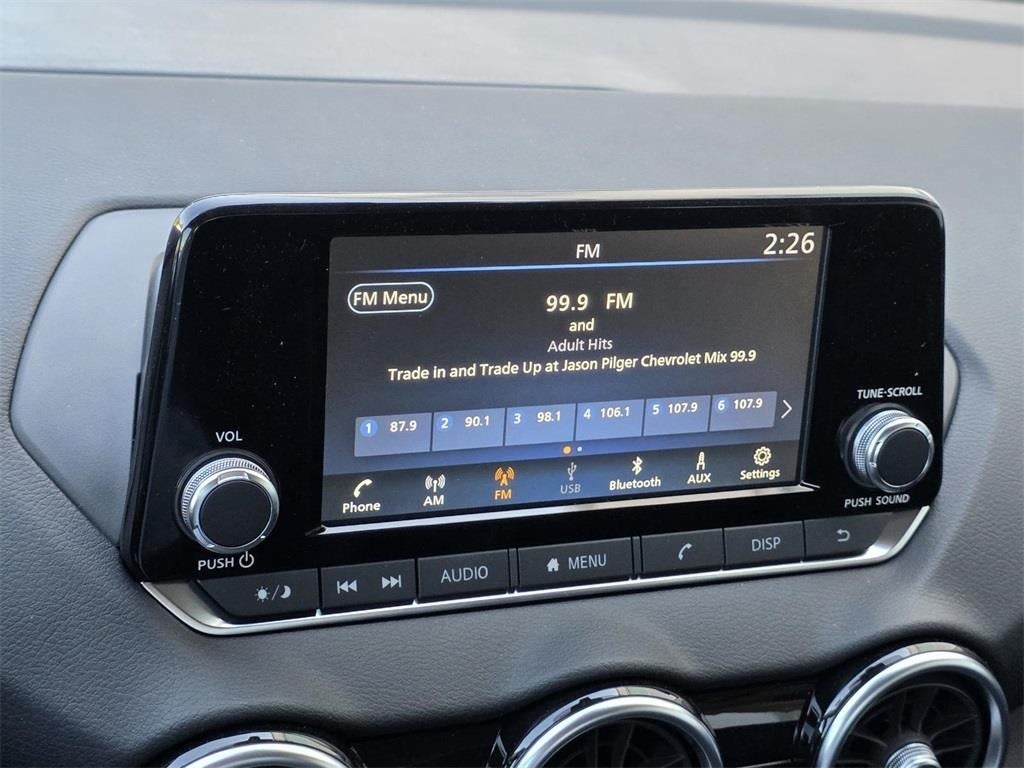 FM 2:26
FM Menu
99.9 FM
and
Adult Hits
Trade in and Trade Up at Jason Pilger Chevrolet Mix 99.9
1 87.9 2 90.1 3 98.1 4 106.1 5 107.9 6 107.9
Phone AM FM USB Bluetooth AUX Settings
VOL
PUSH
TUNE·SCROLL
PUSH SOUND
AUDIO MENU DISP